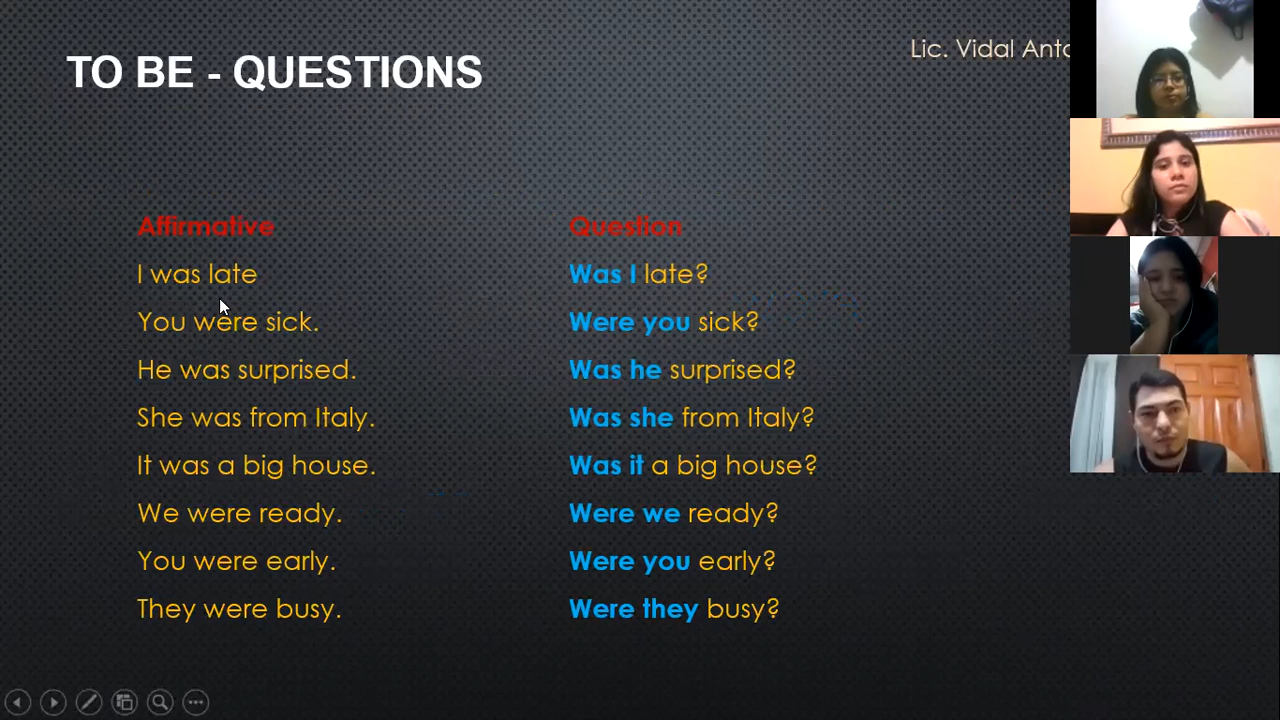 TO BE - QUESTIONS
Lic. Vidal
Affirmative
Question
I was late
Was I late?
You were sick.
Were you sick?
He was surprised.
Was he surprised?
She was from Italy.
Was she from Italy?
It was a big house.
Was it a big house?
We were ready.
Were we ready?
You were early.
Were you early?
They were busy.
Were they busy?